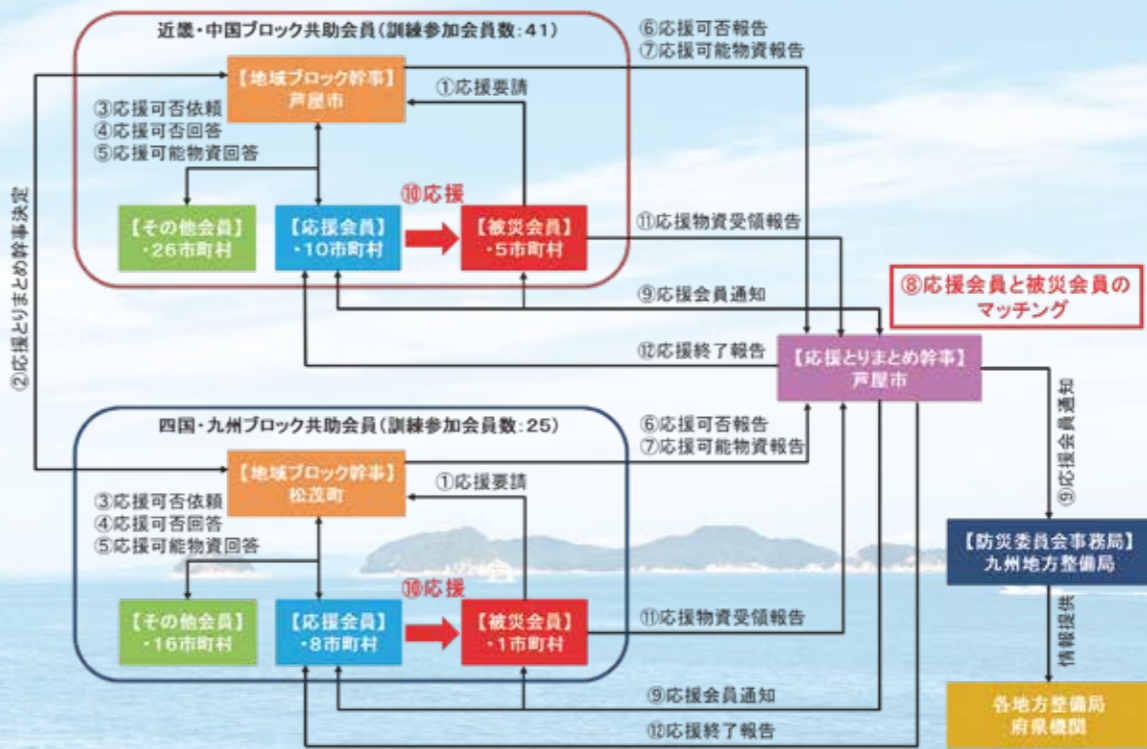 近畿・中国ブロック共助会員(訓練参加会員数:41)
【地域ブロック幹事】
芦屋市
①応援要請
③応援可否依頼
④応援可否回答
⑤応援可能物資回答
【その他会員】
・26市町村
【応援会員】
・10市町村
⑩応援
【被災会員】
・5市町村
⑥応援可否報告
⑦応援可能物資報告
②応援とりまとめ幹事決定
⑪応援物資受領報告
⑨応援会員通知
⑫応援終了報告
⑧応援会員と被災会員の
マッチング
【応援とりまとめ幹事】
芦屋市
四国・九州ブロック共助会員(訓練参加会員数:25)
【地域ブロック幹事】
松茂町
①応援要請
③応援可否依頼
④応援可否回答
⑤応援可能物資回答
【その他会員】
・16市町村
【応援会員】
・8市町村
⑩応援
【被災会員】
・1市町村
⑥応援可否報告
⑦応援可能物資報告
⑪応援物資受領報告
⑨応援会員通知
⑫応援終了報告
⑨応援会員通知
【防災委員会事務局】
九州地方整備局
情報提供
各地方整備局
府県機関